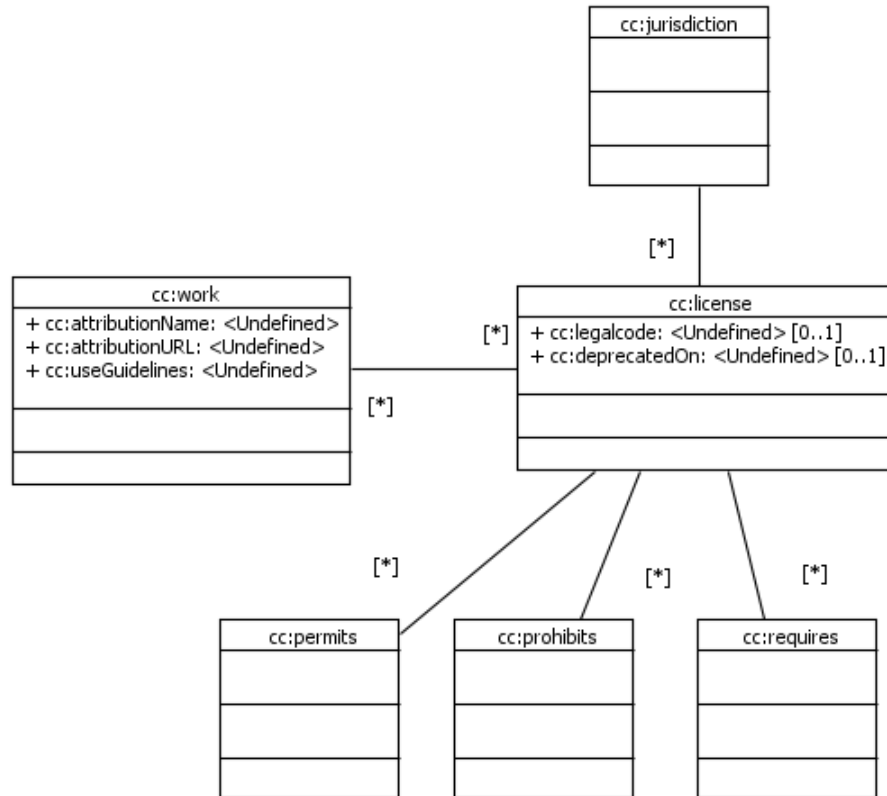 cc:jurisdiction
[*]
cc:work
+ cc:attributionName: <Undefined>
+ cc:attributionURL: <Undefined>
+ cc:useGuidelines: <Undefined>
[*]
[*]
cc:license
+ cc:legalcode: <Undefined> [0..1]
+ cc:deprecatedOn: <Undefined> [0..1]
[*]
[*]
[*]
cc:permits
cc:prohibits
cc:requires